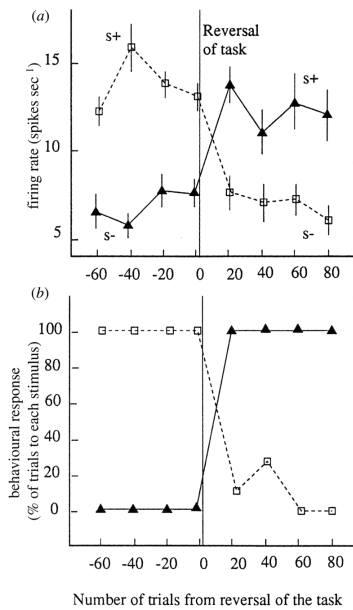 (a)
Reversal
of task
s+
s+
s-
s-
firing rate (spikes sec⁻¹)
15
10
5
-60 -40 -20 0 20 40 60 80
(b)
behavioural response
(% of trials to each stimulus)
100
80
60
40
20
0
-60 -40 -20 0 20 40 60 80
Number of trials from reversal of the task